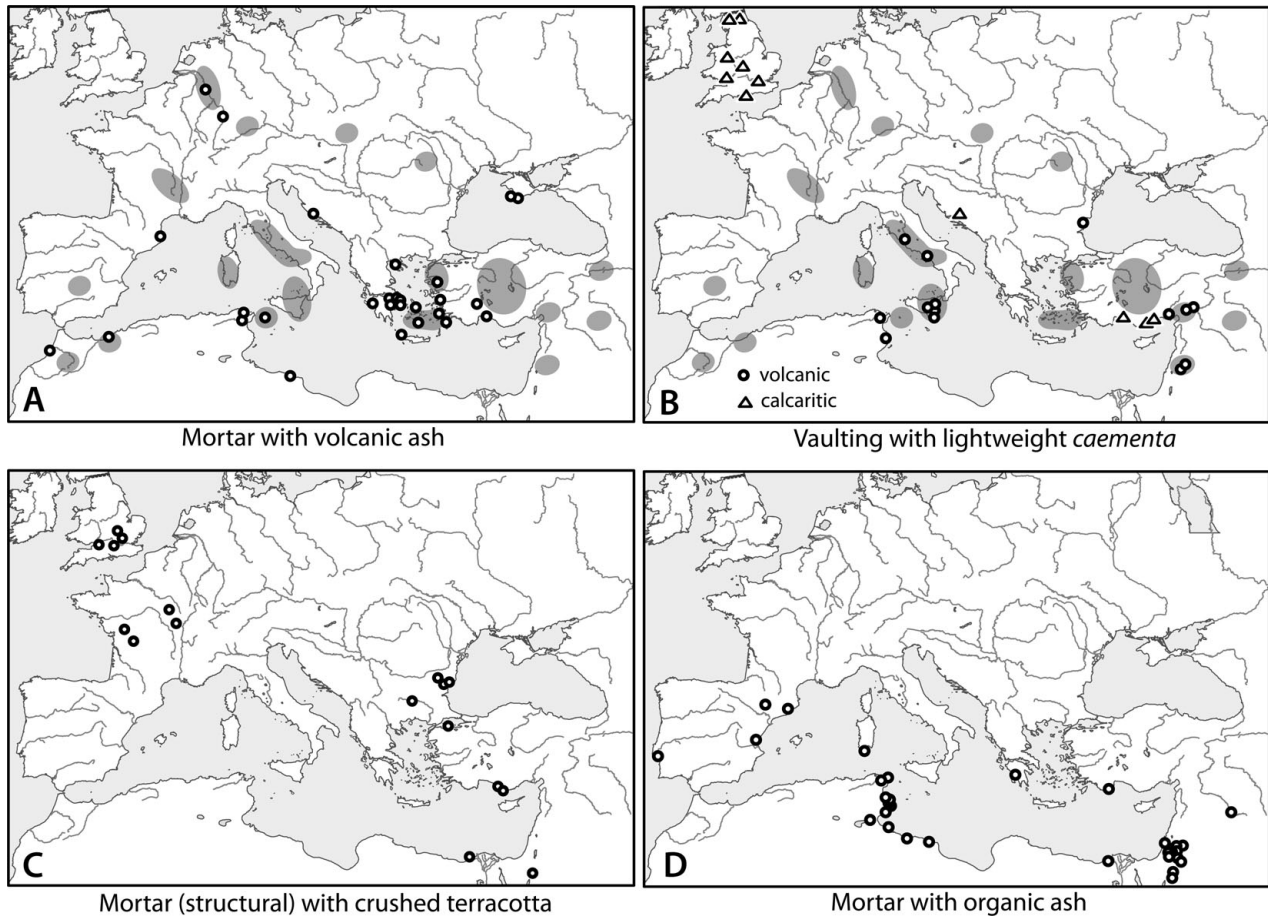 A
Mortar with volcanic ash
B
volcanic
calcaritic
Vaulting with lightweight caementa
C
Mortar (structural) with crushed terracotta
D
Mortar with organic ash